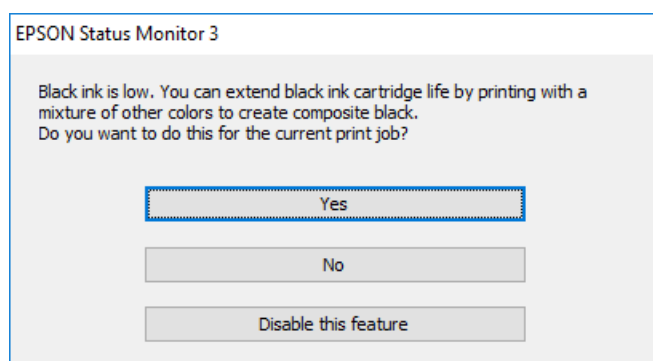 EPSON Status Monitor 3
Black ink is low. You can extend black ink cartridge life by printing with a
mixture of other colors to create composite black.
Do you want to do this for the current print job?
Yes
No
Disable this feature